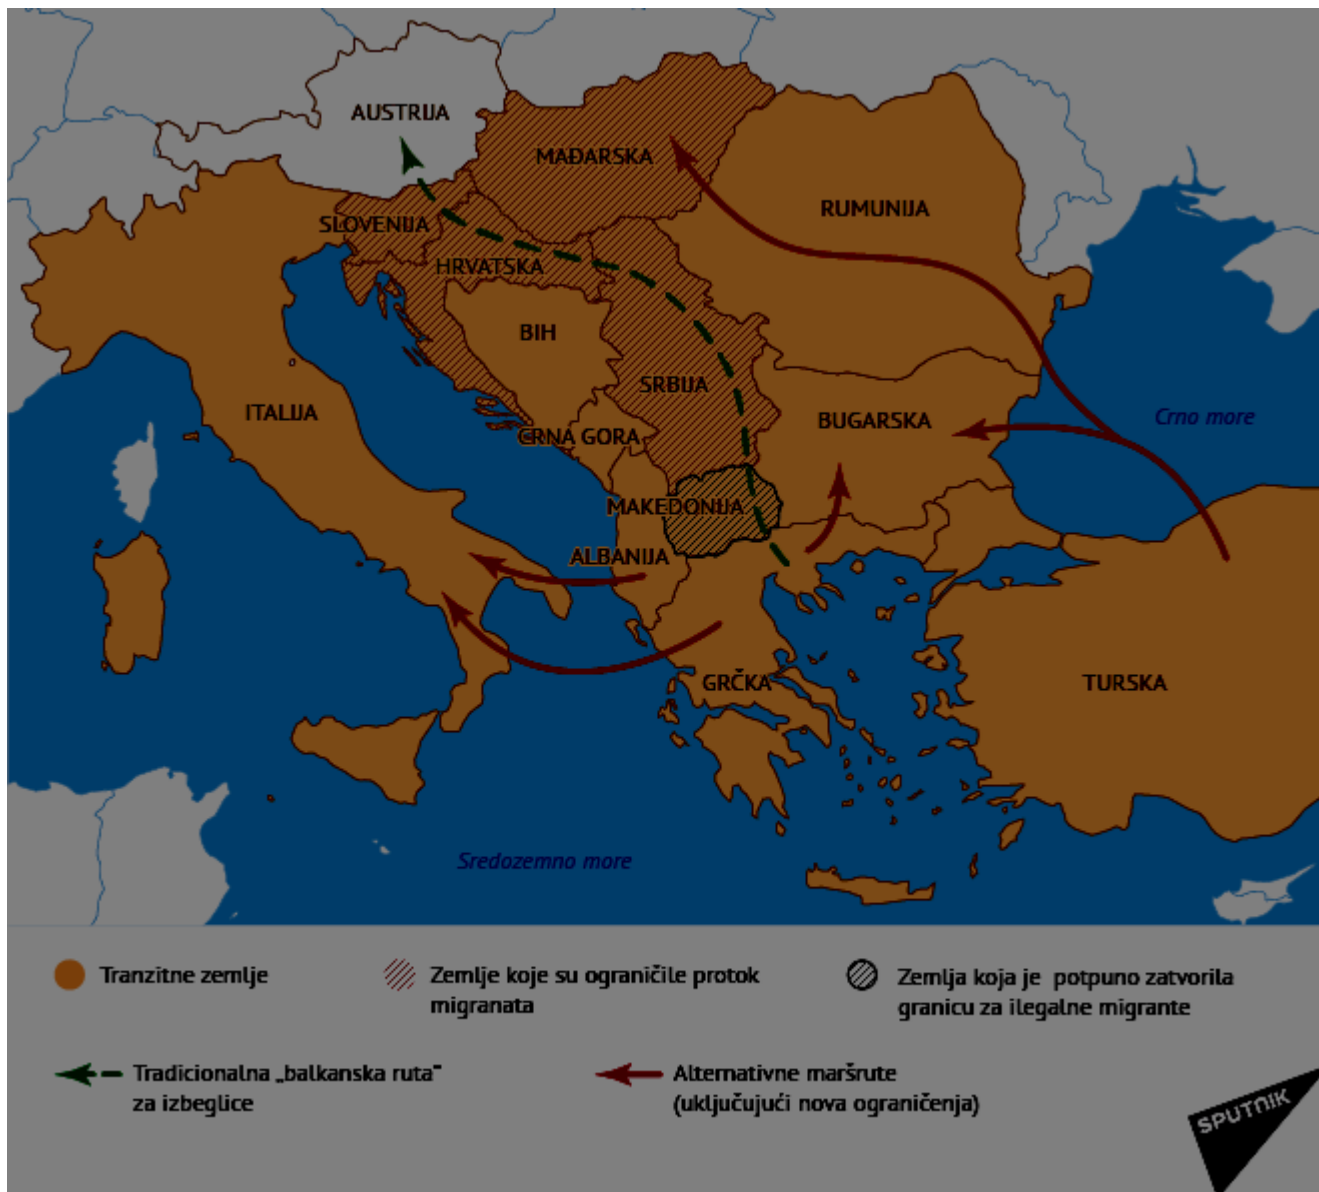 AUSTRIJA
MAĐARSKA
RUMUNIJA
SLOVENIJA
HRVATSKA
BIH
SRBIJA
ITALIJA
BUGARSKA
Crno more
CRNA GORA
MAKEDONIJA
ALBANIJA
GRČKA
TURSKA
Sredozemno more
Tranzitne zemlje
Zemlje koje su ograničile protok
migranata
Zemlja koja je potpuno zatvorila
granicu za ilegalne migrante
Tradicionalna „balkanska ruta“
za izbeglice
Alternativne maršrute
(uključujući nova ograničenja)
SPUTNIK